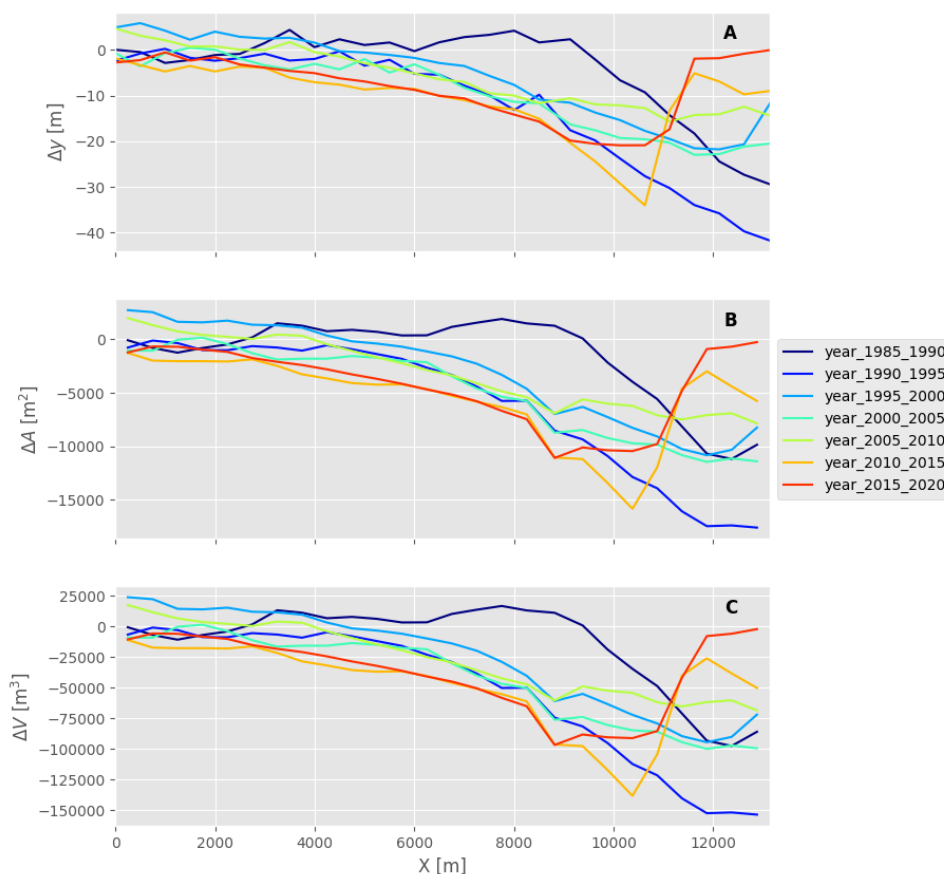 A
0
−10
−20
−30
−40
Δy [m]
B
0
−5000
−10000
−15000
ΔA [m²]
year_1985_1990
year_1990_1995
year_1995_2000
year_2000_2005
year_2005_2010
year_2010_2015
year_2015_2020
C
25000
0
−25000
−50000
−75000
−100000
−125000
−150000
ΔV [m³]
0 2000 4000 6000 8000 10000 12000
X [m]